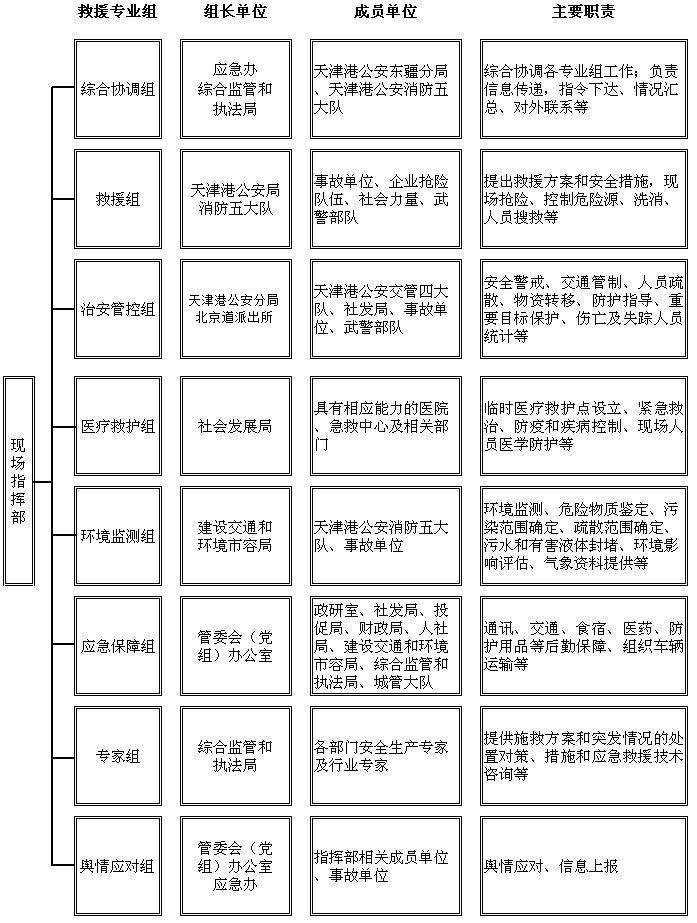 救援专业组 组长单位 成员单位 主要职责
综合协调组
应急办
综合监管和
执法局
天津港公安东疆分局
、天津港公安消防五
大队
综合协调各专业组工作；负责
信息传递，指令下达、情况汇
总、对外联系等
救援组
天津港公安局
消防五大队
事故单位、企业抢险
队伍、社会力量、武
警部队
提出救援方案和安全措施，现
场抢险、控制危险源、洗消、
人员搜救等
治安管控组
天津港公安分局
北京道派出所
天津港公安交管四大
队、社发局、事故单
位、武警部队
安全警戒、交通管制、人员疏
散、物资转移、防护指导、重
要目标保护、伤亡及失踪人员
统计等
现场指挥部
医疗救护组
社会发展局
具有相应能力的医院
、急救中心及相关部
门
临时医疗救护点设立、紧急救
治、防疫和疾病控制、现场人
员医学防护等
环境监测组
建设交通和
环境市容局
天津港公安消防五大
队、事故单位
环境监测、危险物质鉴定、污
染范围确定、疏散范围确定、
污水和有害液体封堵、环境影
响评估、气象资料提供等
应急保障组
管委会（党
组）办公室
政研室、社发局、投
促局、财政局、人社
局、建设交通和环境
市容局、综合监管和
执法局、城管大队
通讯、交通、食宿、医药、防
护用品等后勤保障、组织车辆
运输等
专家组
综合监管和
执法局
各部门安全生产专家
及行业专家
提供施救方案和突发情况的处
置对策、措施和应急救援技术
咨询等
舆情应对组
管委会（党
组）办公室
应急办
指挥部相关成员单位
、事故单位
舆情应对、信息上报